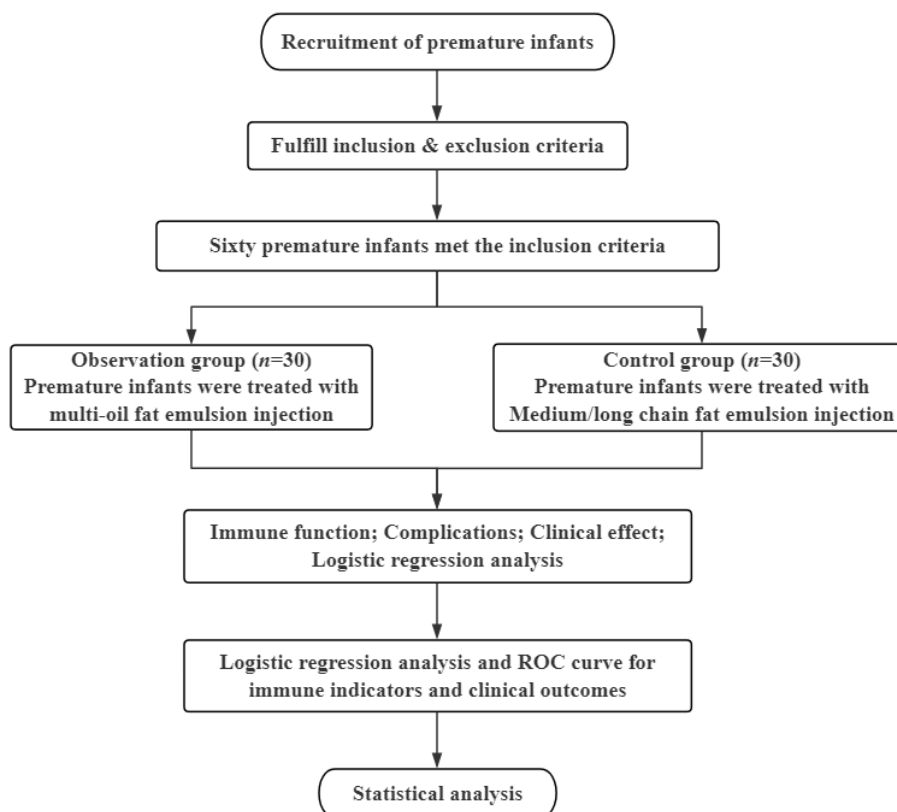 Recruitment of premature infants
Fulfill inclusion & exclusion criteria
Sixty premature infants met the inclusion criteria
Observation group (n=30)
Premature infants were treated with
multi-oil fat emulsion injection
Control group (n=30)
Premature infants were treated with
Medium/long chain fat emulsion injection
Immune function; Complications; Clinical effect;
Logistic regression analysis
Logistic regression analysis and ROC curve for
immune indicators and clinical outcomes
Statistical analysis